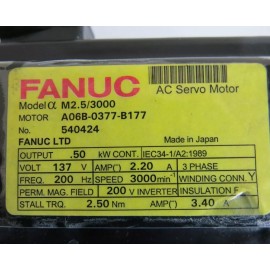 FANUC AC Servo Motor
Model α M2.5/3000
MOTOR A06B-0377-B177
No. 540424
FANUC LTD Made in Japan
OUTPUT .50 kW CONT. IEC34-1/A2:1989
VOLT 137 V AMP(~) 2.20 A 3 PHASE
FREQ. 200 Hz SPEED 3000 min⁻¹ WINDING CONN. Y
PERM. MAG. FIELD 200 V INVERTER INSULATION F
STALL TRQ. 2.50 Nm AMP(~) 3.40 A